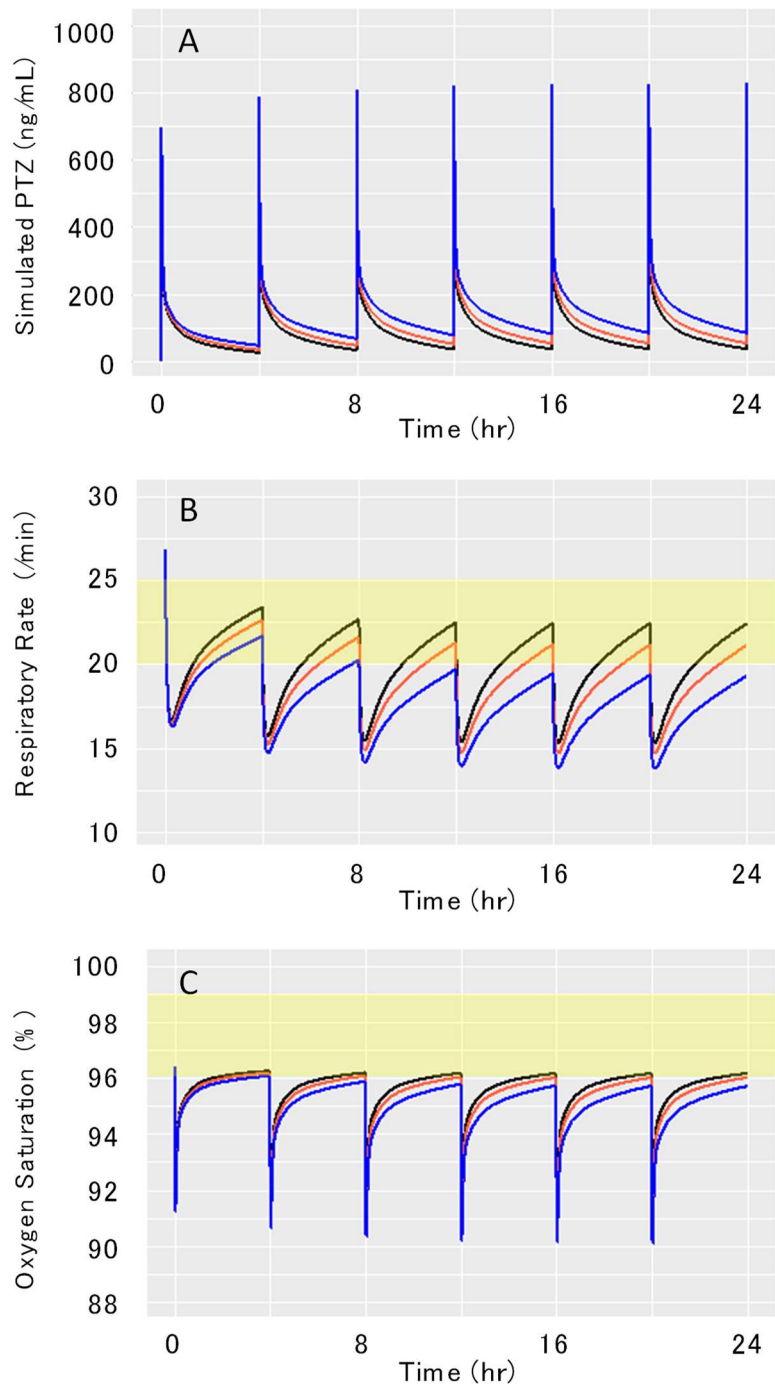 A
1000
800
600
400
200
0
Simulated PTZ (ng/mL)
0 8 16 24
Time (hr)
B
30
25
20
15
10
Respiratory Rate (/min)
0 8 16 24
Time (hr)
C
100
98
96
94
92
90
88
Oxygen Saturation (%)
0 8 16 24
Time (hr)